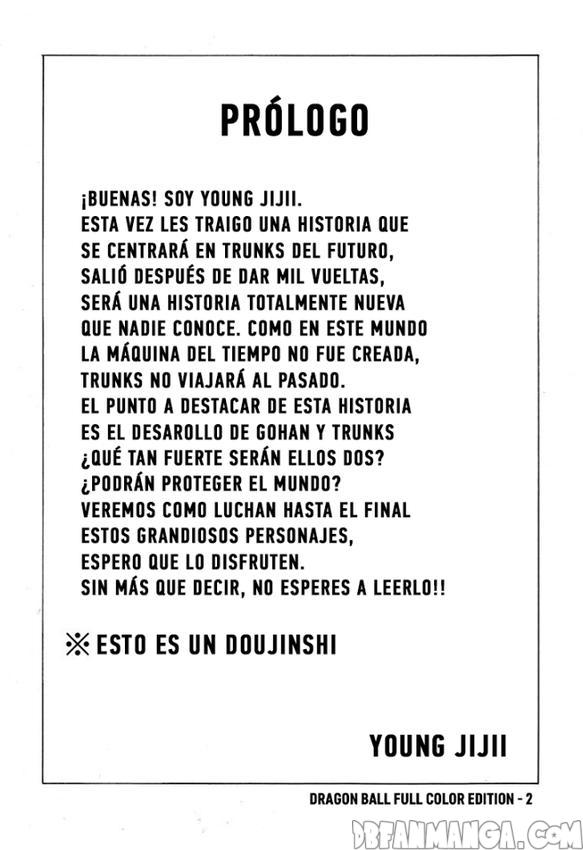 PRÓLOGO
¡BUENAS! SOY YOUNG JIJII.
ESTA VEZ LES TRAIGO UNA HISTORIA QUE
SE CENTRARÁ EN TRUNKS DEL FUTURO,
SALIÓ DESPUÉS DE DAR MIL VUELTAS,
SERÁ UNA HISTORIA TOTALMENTE NUEVA
QUE NADIE CONOCE. COMO EN ESTE MUNDO
LA MÁQUINA DEL TIEMPO NO FUE CREADA,
TRUNKS NO VIAJARÁ AL PASADO.
EL PUNTO A DESTACAR DE ESTA HISTORIA
ES EL DESAROLLO DE GOHAN Y TRUNKS
¿QUÉ TAN FUERTE SERÁN ELLOS DOS?
¿PODRÁN PROTEGER EL MUNDO?
VEREMOS COMO LUCHAN HASTA EL FINAL
ESTOS GRANDIOSOS PERSONAJES,
ESPERO QUE LO DISFRUTEN.
SIN MÁS QUE DECIR, NO ESPERES A LEERLO!!
※ ESTO ES UN DOUJINSHI
YOUNG JIJII
DRAGON BALL FULL COLOR EDITION - 2
DBFANMANGA.COM